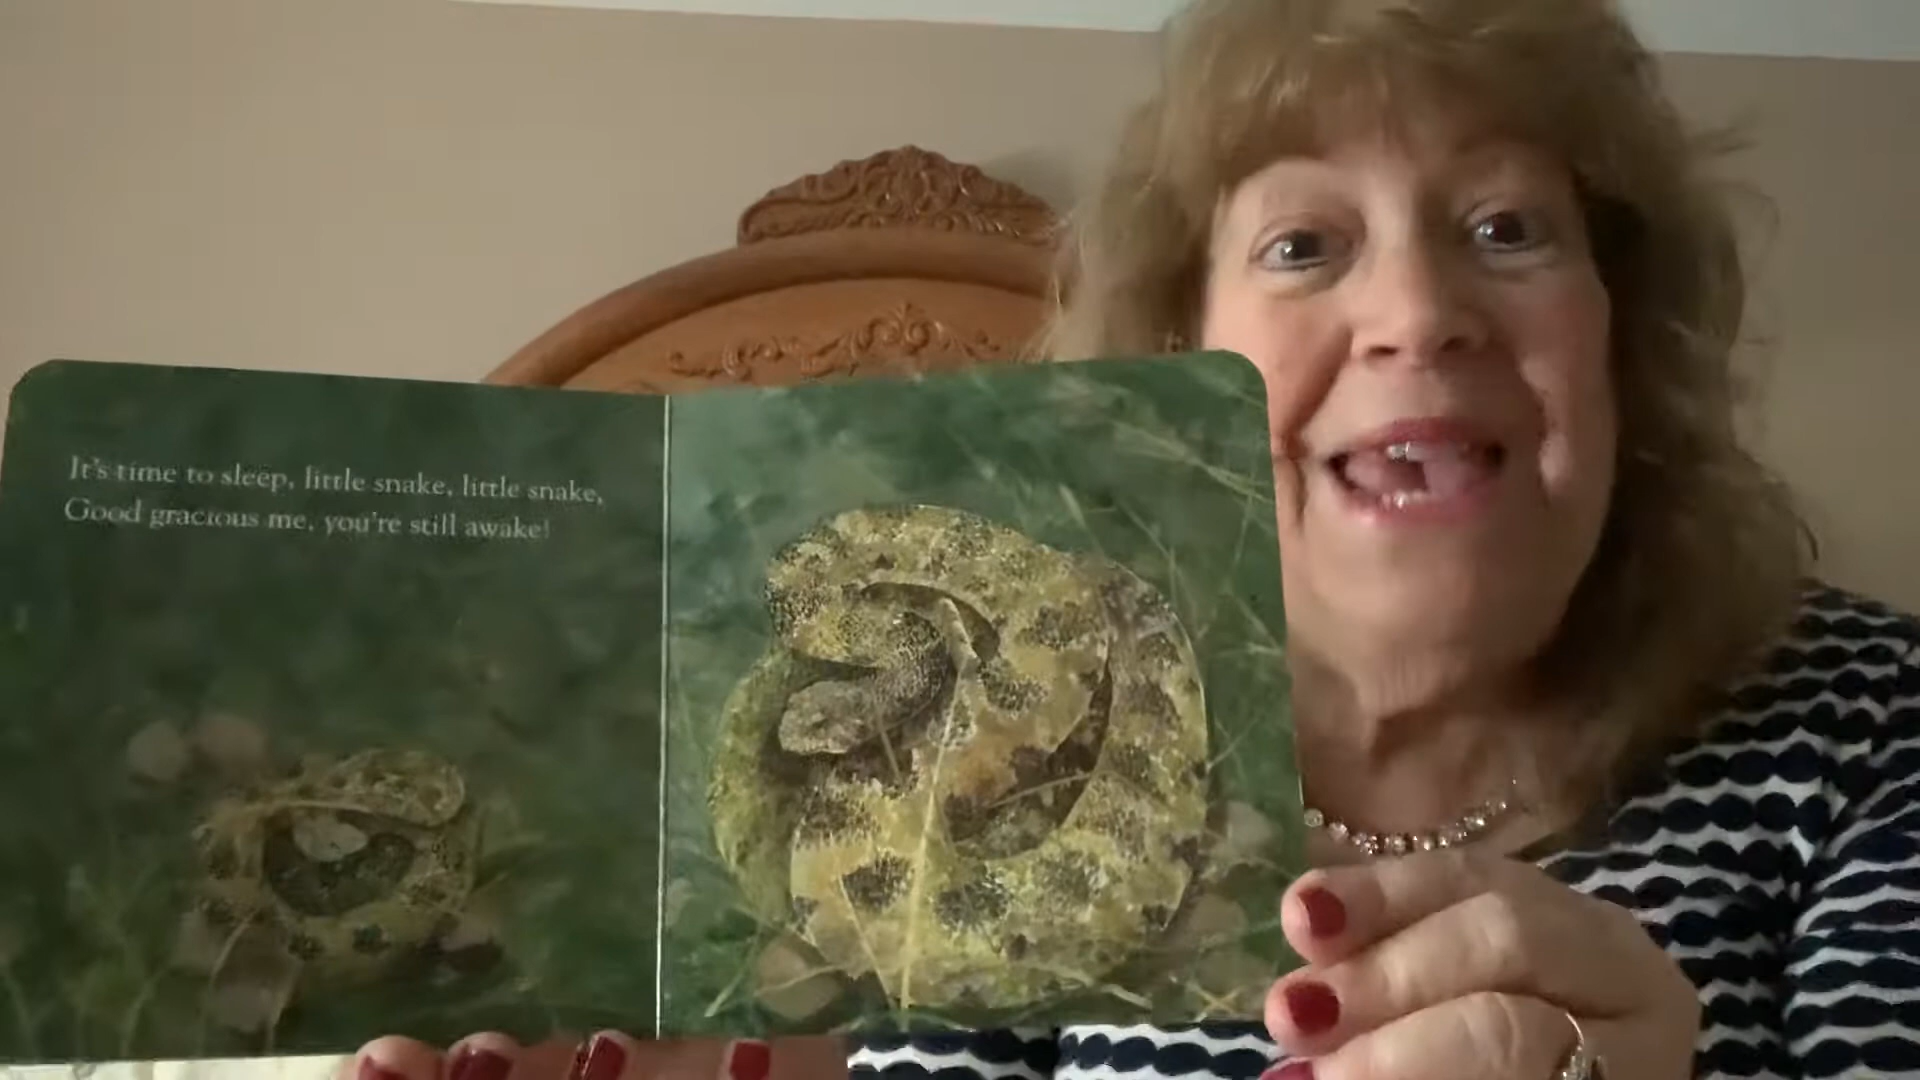 It's time to sleep, little snake, little snake,
Good gracious me, you're still awake!